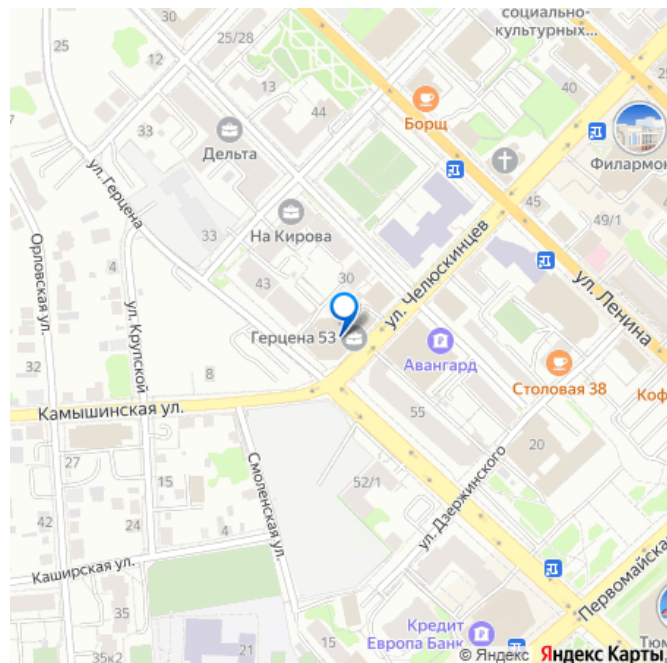 социально-
культурных...
30
25
25/28
13
44
40
25
Борщ
33
Дельта
Филармон
ул. Герцена
45
49/1
На Кирова
33
ул. Челюскинцев
Орловская ул.
4
43
30
ул. Ленина
ул. Крупской
Герцена 53
Авангард
32
8
Столовая 38
Коф
Камышинская ул.
55
20
27
15
Смоленская ул.
52/1
ул. Дзержинского
42
24
4
Каширская ул.
Первомайская
35
15
Кредит
Европа Банк
Тюм
21
35к2
33
© Яндекс Яндекс Карты